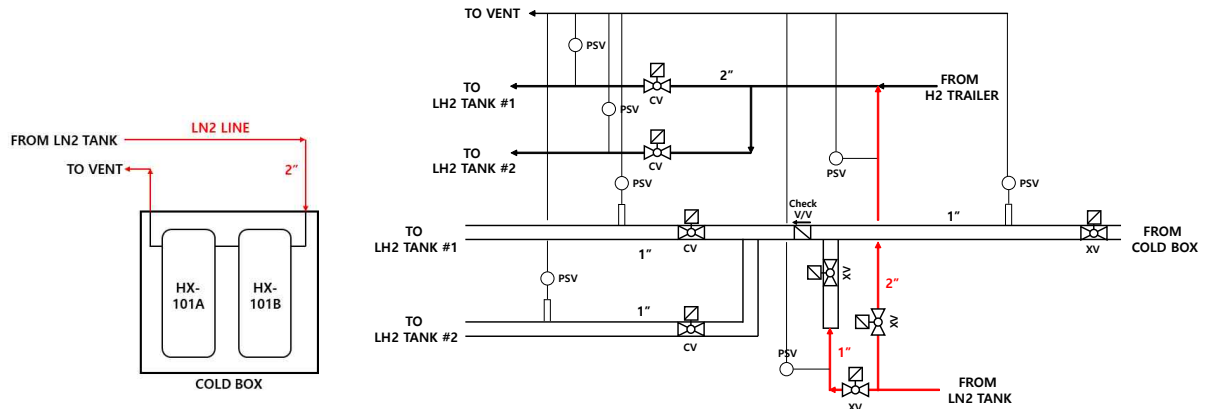 FROM LN2 TANK
LN2 LINE
TO VENT
2"
HX-
101A
HX-
101B
COLD BOX
TO VENT
PSV
TO
LH2 TANK #1
CV
2"
FROM
H2 TRAILER
PSV
TO
LH2 TANK #2
CV
PSV
PSV
PSV
Check
V/V
1"
TO
LH2 TANK #1
1"
CV
XV
FROM
COLD BOX
PSV
XV
2"
1"
TO
LH2 TANK #2
CV
XV
PSV
1"
XV
FROM
LN2 TANK